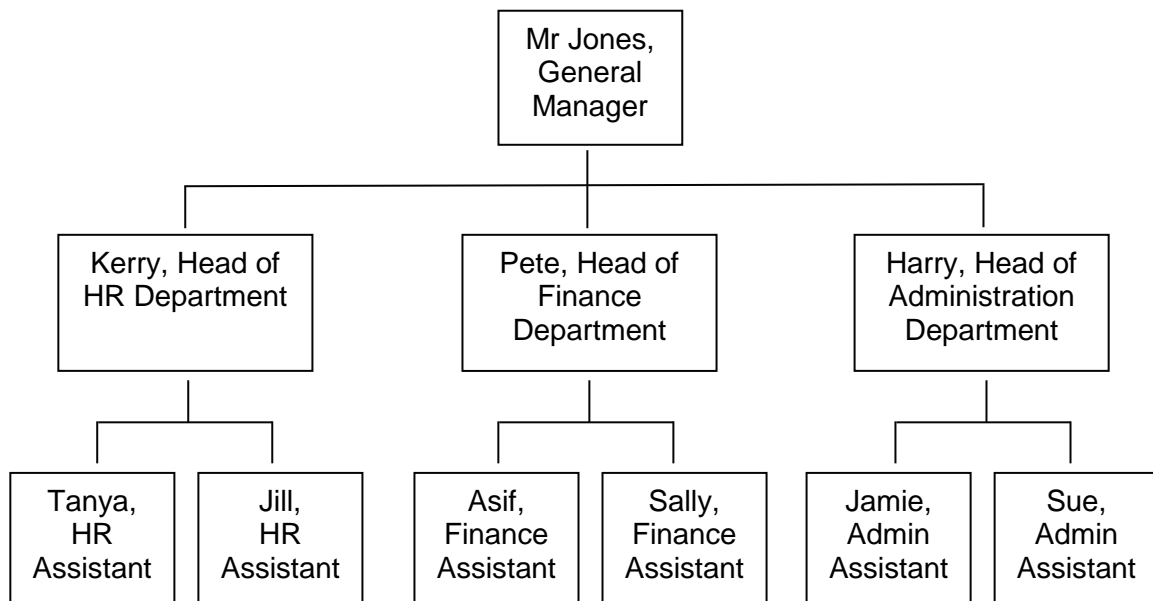 Mr Jones,
General
Manager
Kerry, Head of
HR Department
Pete, Head of
Finance
Department
Harry, Head of
Administration
Department
Tanya,
HR
Assistant
Jill,
HR
Assistant
Asif,
Finance
Assistant
Sally,
Finance
Assistant
Jamie,
Admin
Assistant
Sue,
Admin
Assistant